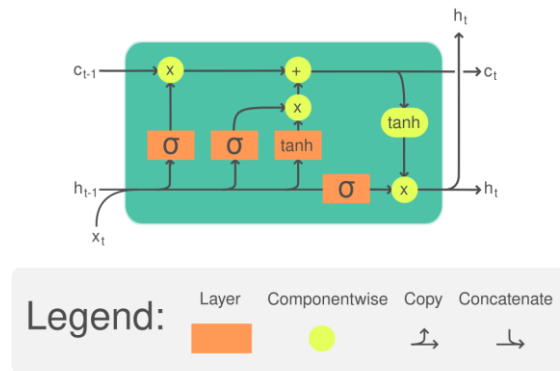 h_t
c_{t-1} x + c_t
x
tanh
σ σ tanh
h_{t-1} σ x h_t
x_t
Layer Componentwise Copy Concatenate
Legend: